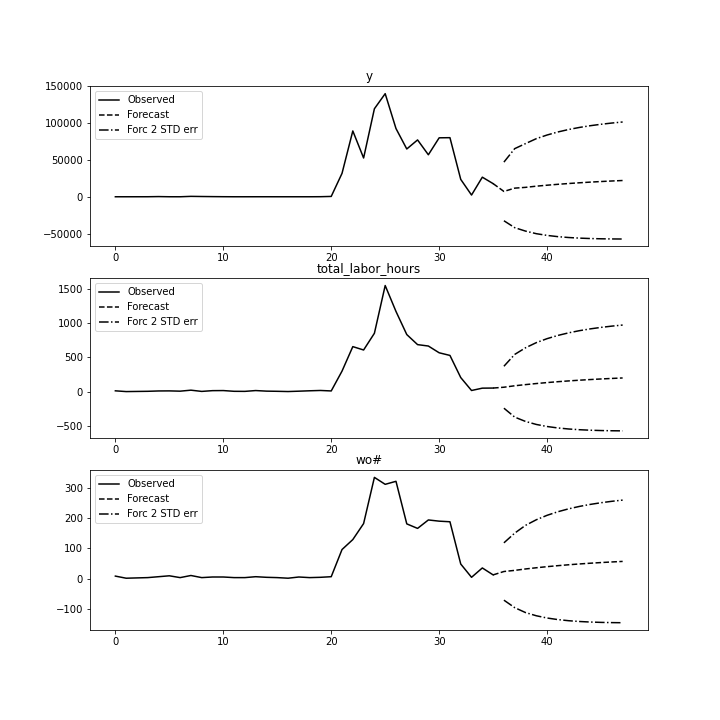 y
150000
100000
50000
0
−50000
Observed
Forecast
Forc 2 STD err
0 10 20 30 40
total_labor_hours
1500
1000
500
0
−500
Observed
Forecast
Forc 2 STD err
0 10 20 30 40
wo#
300
200
100
0
−100
Observed
Forecast
Forc 2 STD err
0 10 20 30 40